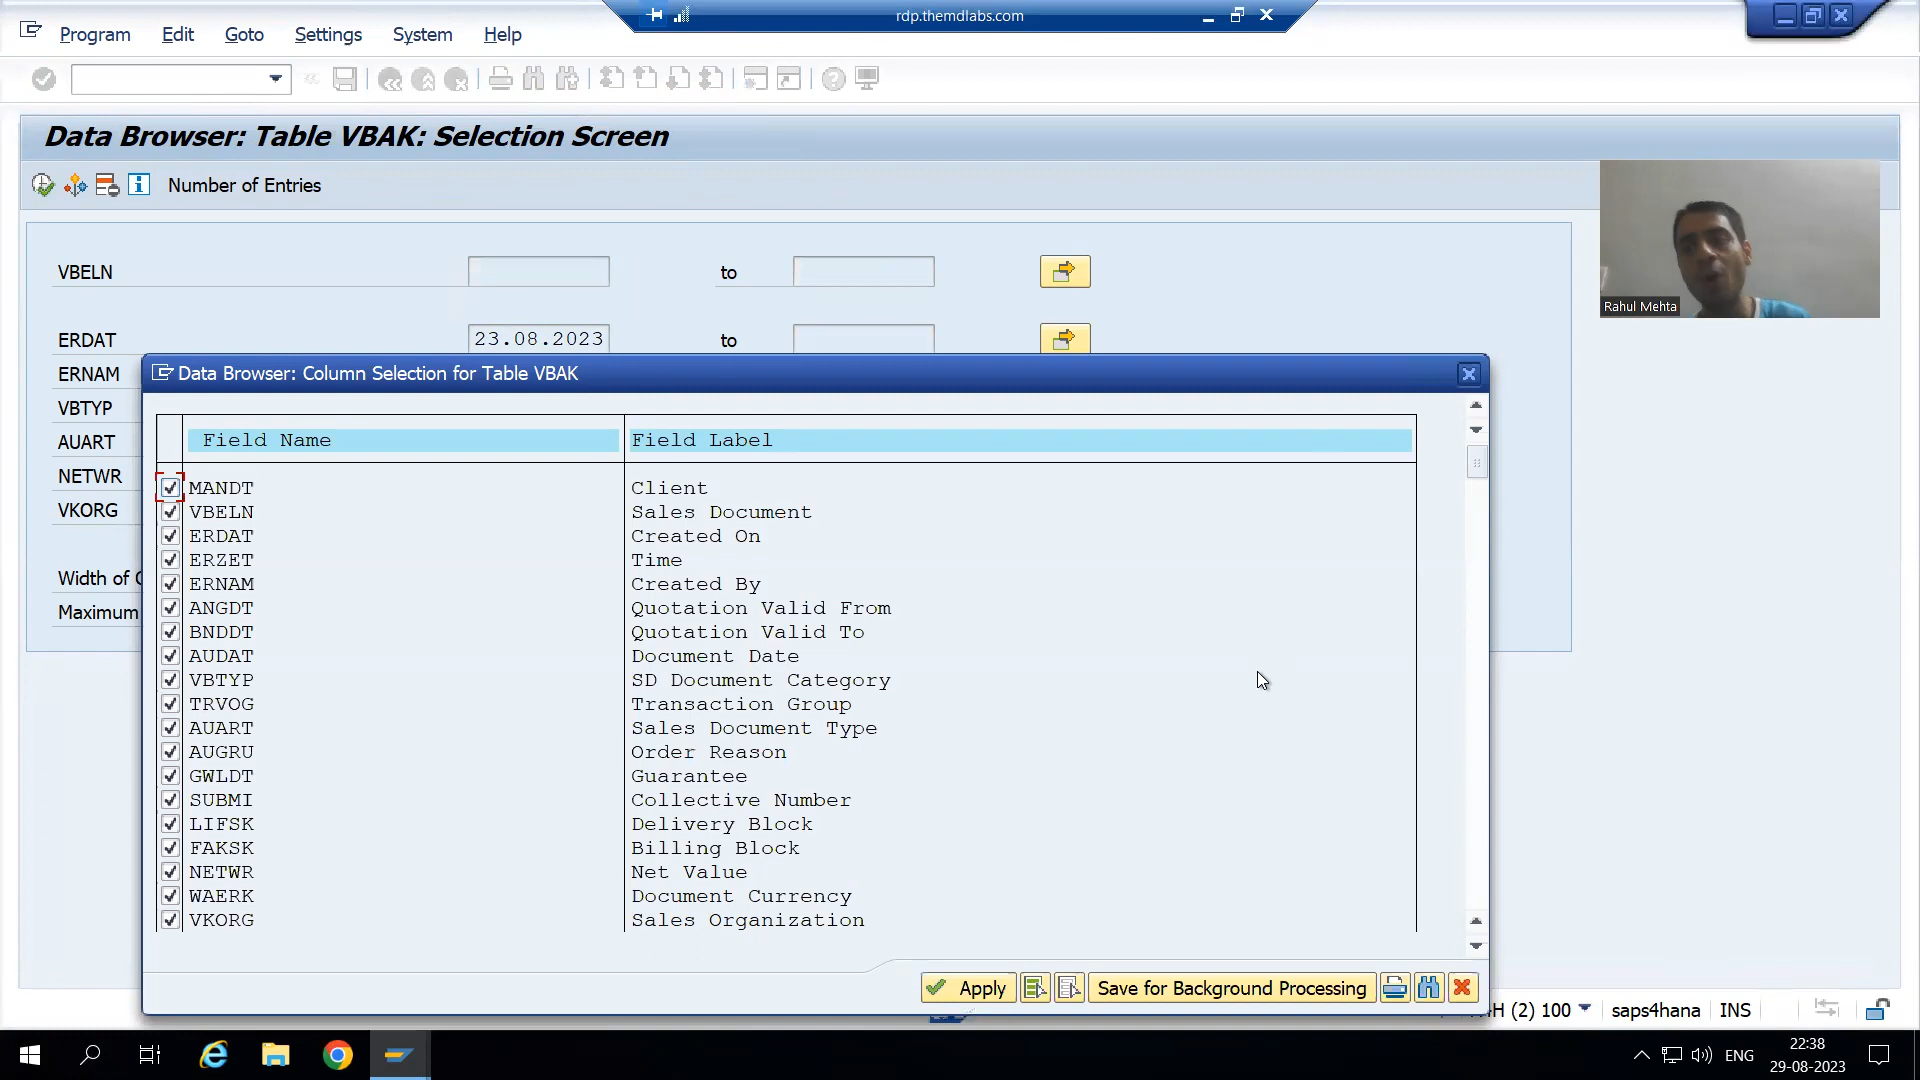 rdp.themdlabs.com
Program Edit Goto Settings System Help
Data Browser: Table VBAK: Selection Screen
Number of Entries
VBELN to
ERDAT 23.08.2023 to
ERNAM
VBTYP
AUART
NETWR
VKORG
Width of
Maximum
Rahul Mehta
Data Browser: Column Selection for Table VBAK
Field Name Field Label
MANDT Client
VBELN Sales Document
ERDAT Created On
ERZET Time
ERNAM Created By
ANGDT Quotation Valid From
BNDDT Quotation Valid To
AUDAT Document Date
VBTYP SD Document Category
TRVOG Transaction Group
AUART Sales Document Type
AUGRU Order Reason
GWLDT Guarantee
SUBMI Collective Number
LIFSK Delivery Block
FAKSK Billing Block
NETWR Net Value
WAERK Document Currency
VKORG Sales Organization
Apply Save for Background Processing
(2) 100 saps4hana INS
ENG
22:38
29-08-2023